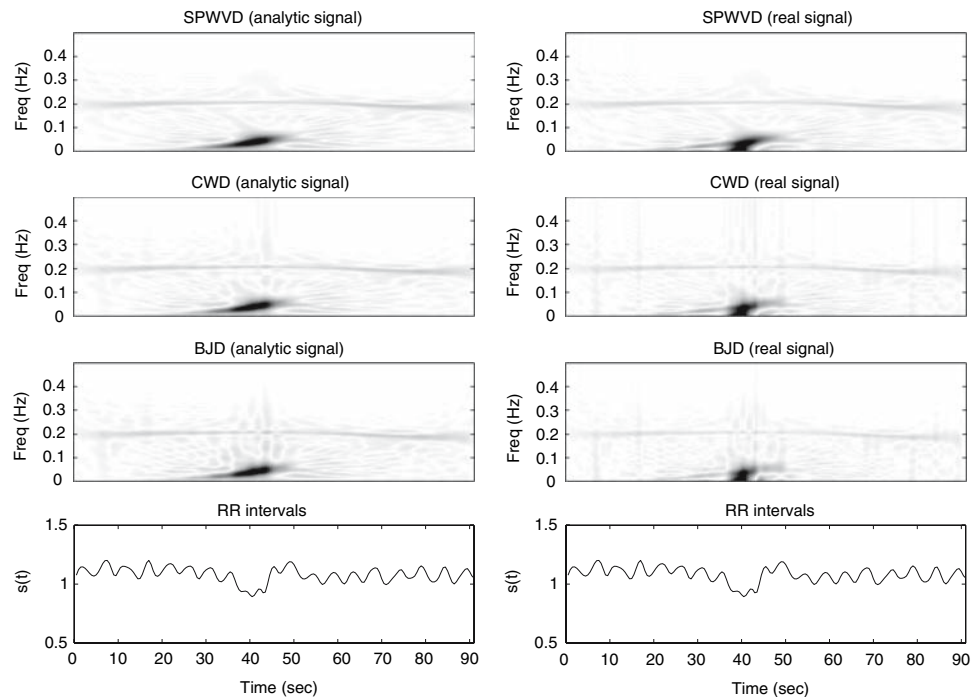 SPWVD (analytic signal)
Freq (Hz)
0.4
0.3
0.2
0.1
0
CWD (analytic signal)
Freq (Hz)
0.4
0.3
0.2
0.1
0
BJD (analytic signal)
Freq (Hz)
0.4
0.3
0.2
0.1
0
RR intervals
s(t)
1.5
1
0.5
0 10 20 30 40 50 60 70 80 90
Time (sec)
SPWVD (real signal)
Freq (Hz)
0.4
0.3
0.2
0.1
0
CWD (real signal)
Freq (Hz)
0.4
0.3
0.2
0.1
0
BJD (real signal)
Freq (Hz)
0.4
0.3
0.2
0.1
0
RR intervals
s(t)
1.5
1
0.5
0 10 20 30 40 50 60 70 80 90
Time (sec)